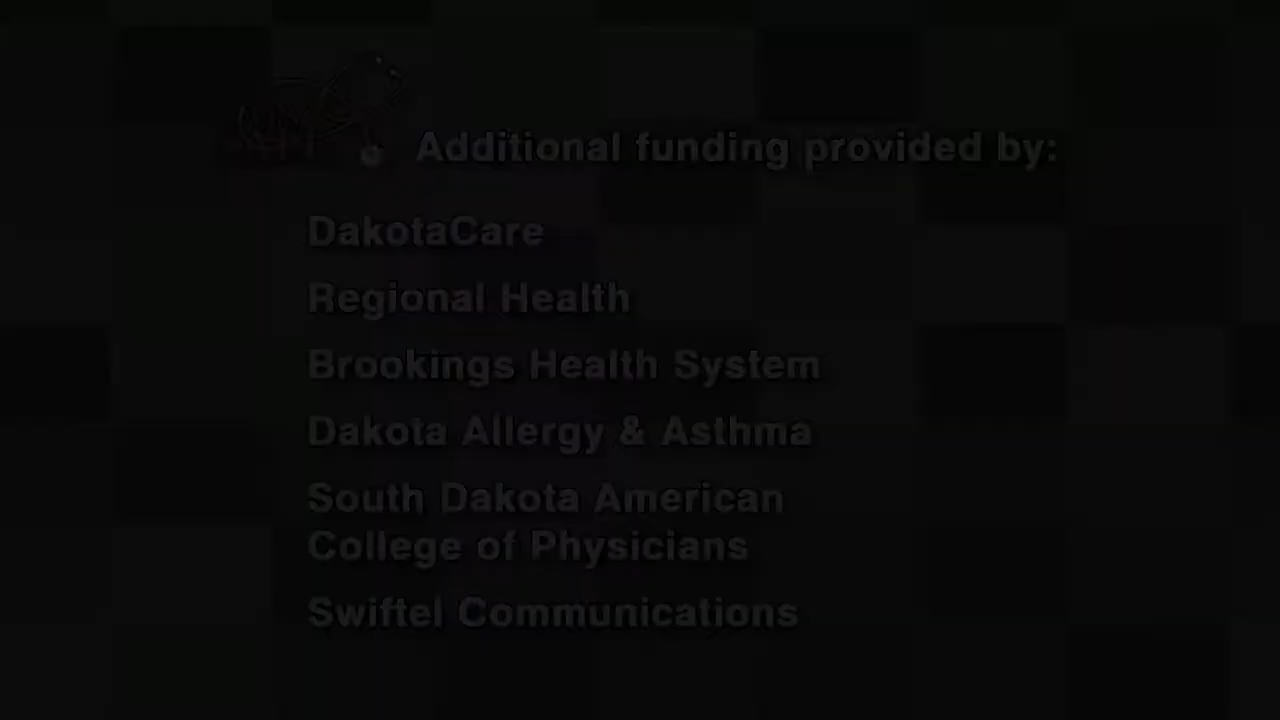 Additional funding provided by:
DakotaCare
Regional Health
Brookings Health System
Dakota Allergy & Asthma
South Dakota American
College of Physicians
Swiftel Communications